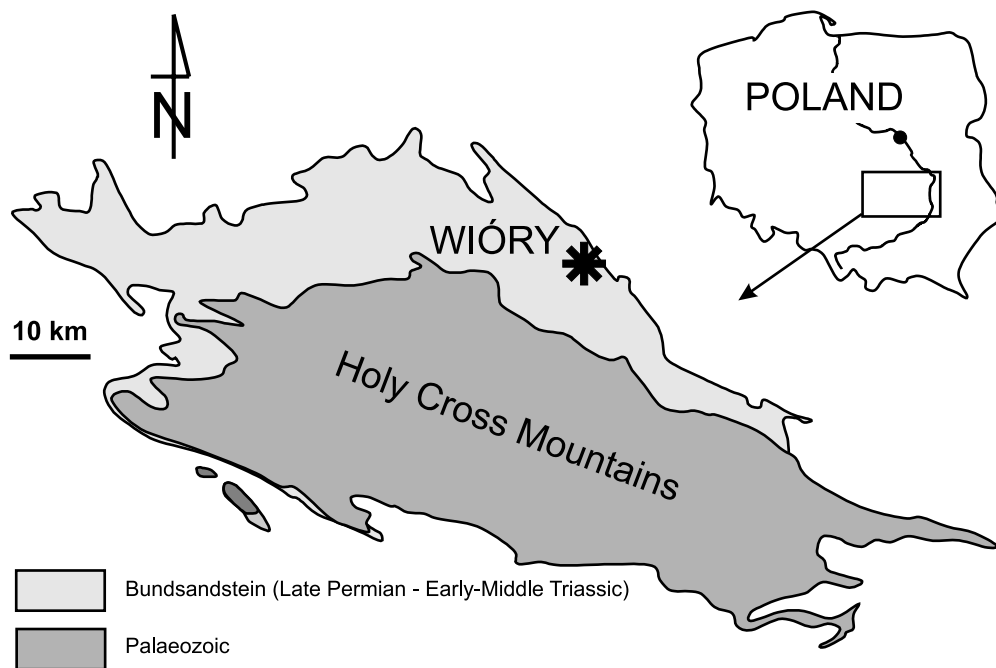 N
POLAND
WIÓRY
10 km
Holy Cross Mountains
Bundsandstein (Late Permian - Early-Middle Triassic)
Palaeozoic